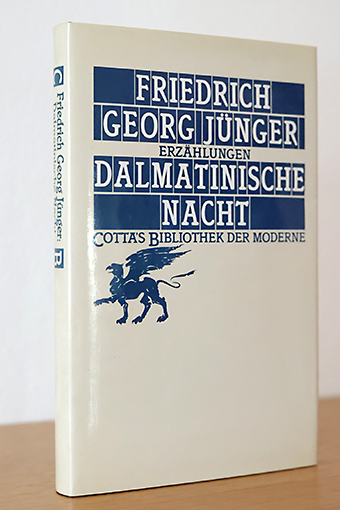 FRIEDRICH
GEORG JÜNGER
ERZÄHLUNGEN
DALMATINISCHE
NACHT
COTTA'S BIBLIOTHEK DER MODERNE
Friedrich Georg Jünger: